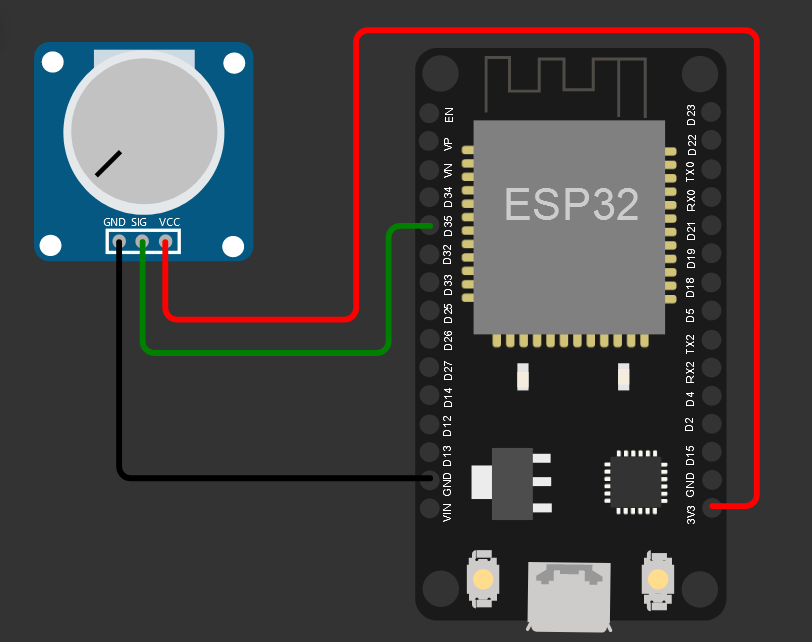 GND SIG VCC
ESP32
EN
VP
VN
D34
D35
D32
D33
D25
D26
D27
D14
D12
D13
GND
VIN
D23
D22
TX0
RX0
D21
D19
D18
D5
TX2
RX2
D4
D2
D15
GND
3V3